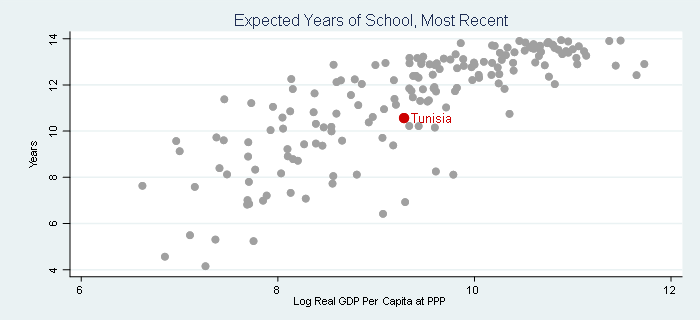 Expected Years of School, Most Recent
14
12
10
8
6
4
Years
Tunisia
6 8 10 12
Log Real GDP Per Capita at PPP